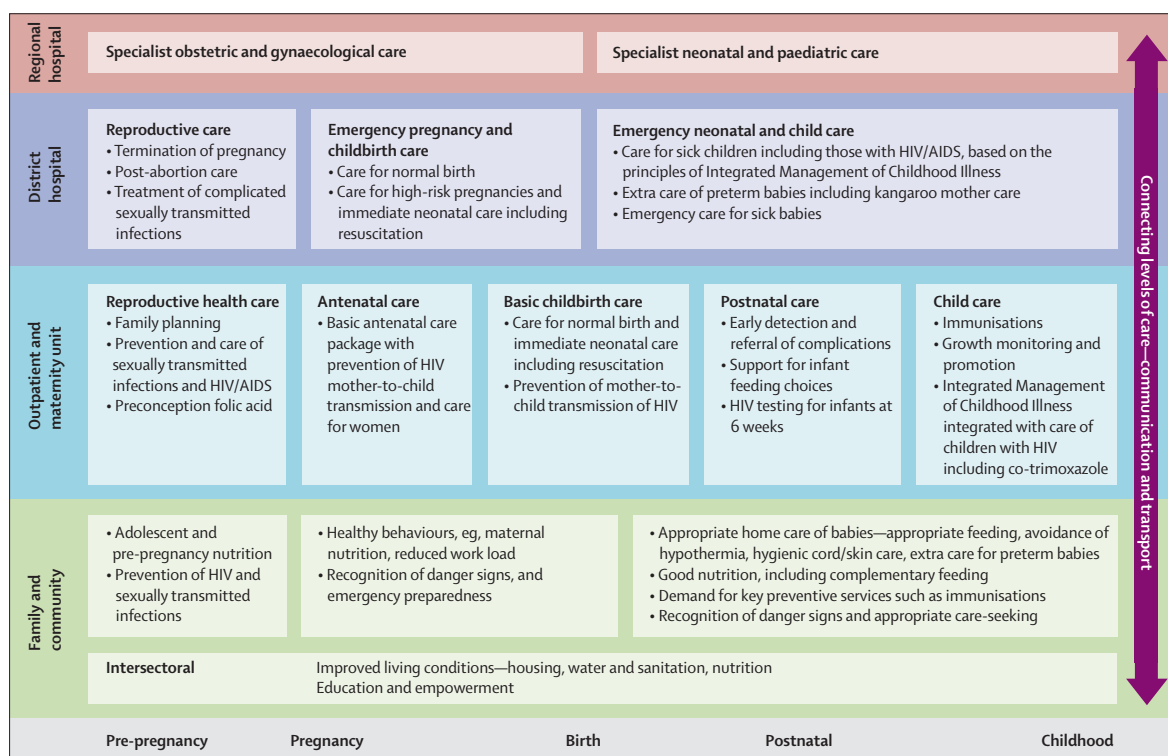 Regional
hospital
Specialist obstetric and gynaecological care
Specialist neonatal and paediatric care
District
hospital
Reproductive care
• Termination of pregnancy
• Post-abortion care
• Treatment of complicated
sexually transmitted
infections
Emergency pregnancy and
childbirth care
• Care for normal birth
• Care for high-risk pregnancies and
immediate neonatal care including
resuscitation
Emergency neonatal and child care
• Care for sick children including those with HIV/AIDS, based on the
principles of Integrated Management of Childhood Illness
• Extra care of preterm babies including kangaroo mother care
• Emergency care for sick babies
Outpatient and
maternity unit
Reproductive health care
• Family planning
• Prevention and care of
sexually transmitted
infections and HIV/AIDS
• Preconception folic acid
Antenatal care
• Basic antenatal care
package with
prevention of HIV
mother-to-child
transmission and care
for women
Basic childbirth care
• Care for normal birth and
immediate neonatal care
including resuscitation
• Prevention of mother-to-
child transmission of HIV
Postnatal care
• Early detection and
referral of complications
• Support for infant
feeding choices
• HIV testing for infants at
6 weeks
Child care
• Immunisations
• Growth monitoring and
promotion
• Integrated Management
of Childhood Illness
integrated with care of
children with HIV
including co-trimoxazole
Family and
community
• Adolescent and
pre-pregnancy nutrition
• Prevention of HIV and
sexually transmitted
infections
• Healthy behaviours, eg, maternal
nutrition, reduced work load
• Recognition of danger signs, and
emergency preparedness
• Appropriate home care of babies—appropriate feeding, avoidance of
hypothermia, hygienic cord/skin care, extra care for preterm babies
• Good nutrition, including complementary feeding
• Demand for key preventive services such as immunisations
• Recognition of danger signs and appropriate care-seeking
Intersectoral
Improved living conditions—housing, water and sanitation, nutrition
Education and empowerment
Connecting levels of care—communication and transport
Pre-pregnancy
Pregnancy
Birth
Postnatal
Childhood